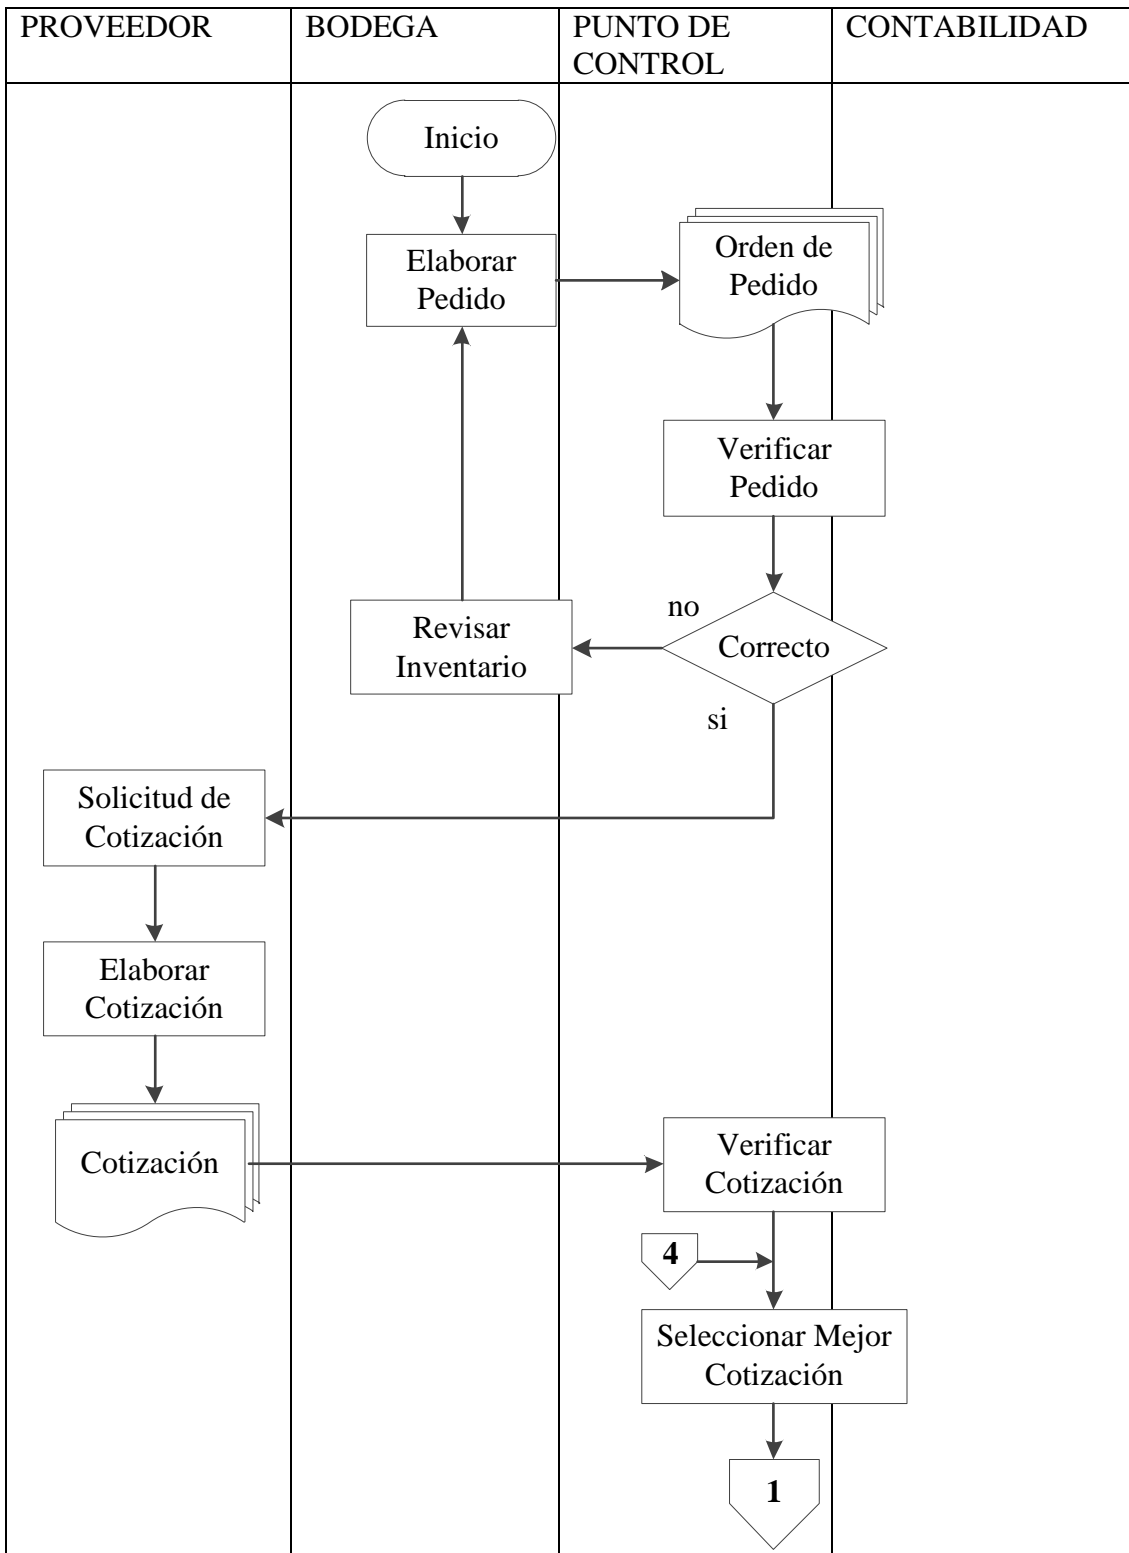 PROVEEDOR
BODEGA
PUNTO DE
CONTROL
CONTABILIDAD
Inicio
Elaborar
Pedido
Orden de
Pedido
Verificar
Pedido
no
Correcto
Revisar
Inventario
si
Solicitud de
Cotización
Elaborar
Cotización
Cotización
Verificar
Cotización
4
Seleccionar Mejor
Cotización
1